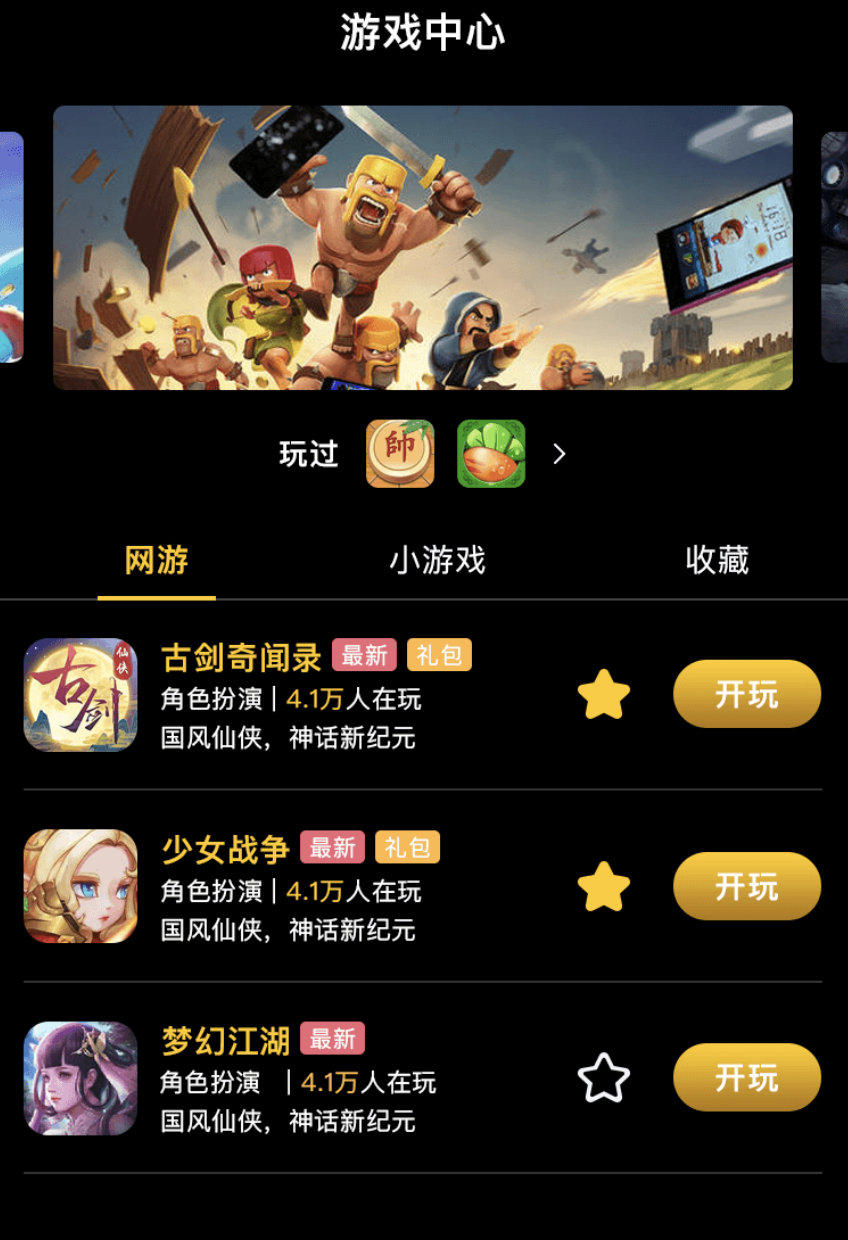 游戏中心
16:18
玩过
帥
网游 小游戏 收藏
古剑
仙侠
古剑奇闻录 最新 礼包
角色扮演 | 4.1万人在玩
国风仙侠，神话新纪元
开玩
少女战争 最新 礼包
角色扮演 | 4.1万人在玩
国风仙侠，神话新纪元
开玩
梦幻江湖 最新
角色扮演 | 4.1万人在玩
国风仙侠，神话新纪元
开玩